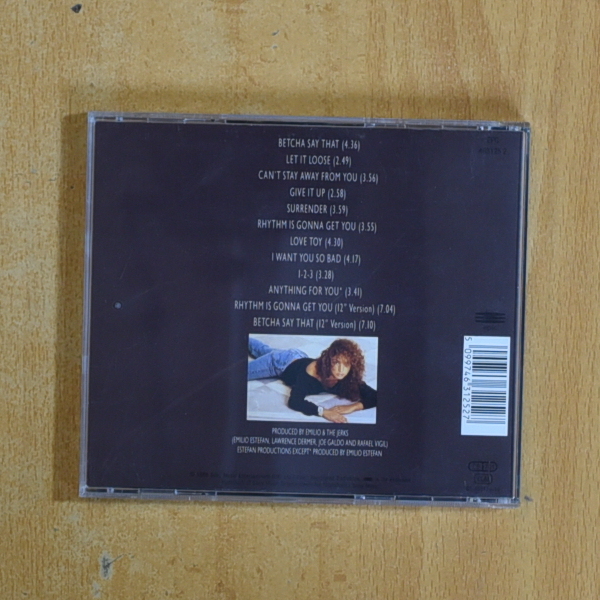 BETCHA SAY THAT (4.36)
LET IT LOOSE (2.49)
CAN'T STAY AWAY FROM YOU (3.56)
GIVE IT UP (2.58)
SURRENDER (3.59)
RHYTHM IS GONNA GET YOU (3.55)
LOVE TOY (4.30)
I WANT YOU SO BAD (4.17)
1-2-3 (3.28)
ANYTHING FOR YOU* (3.41)
RHYTHM IS GONNA GET YOU (12" Version) (7.04)
BETCHA SAY THAT (12" Version) (7.10)
PRODUCED BY EMILIO & THE JERKS
(EMILIO ESTEFAN, LAWRENCE DERMER, JOE GALDO AND RAFAEL VIGIL)
ESTEFAN PRODUCTIONS EXCEPT* PRODUCED BY EMILIO ESTEFAN
5 099746 312527